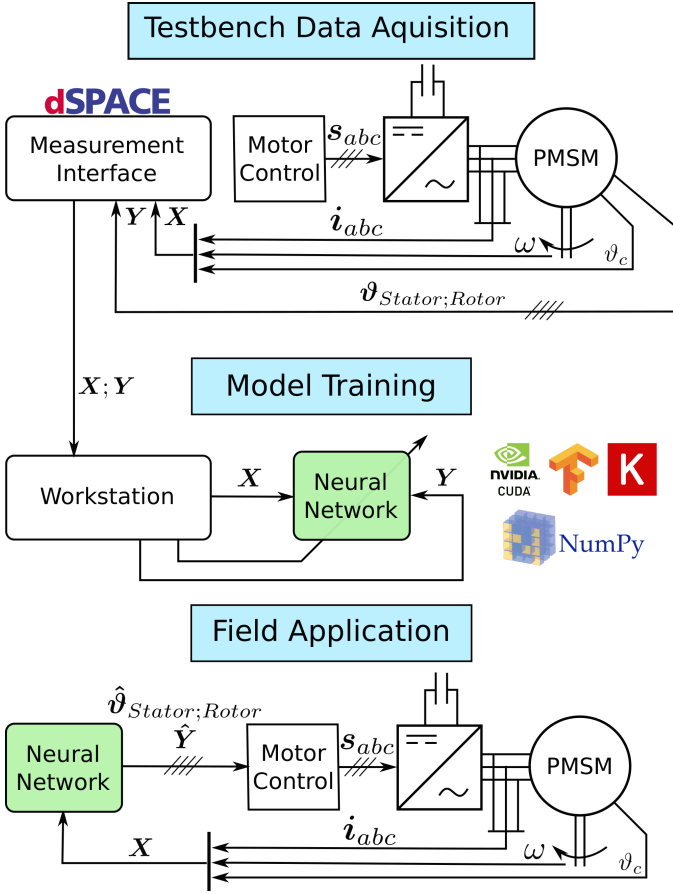 Testbench Data Aquisition
dSPACE
Measurement
Interface
Motor
Control
s_abc
PMSM
Y
X
i_abc
ω
ϑ_c
ϑ_Stator;Rotor
X;Y
Model Training
Workstation
X
Neural
Network
Y
NVIDIA.
CUDA
K
NumPy
Field Application
ϑ̂_Stator;Rotor
Ŷ
Neural
Network
Motor
Control
s_abc
PMSM
X
i_abc
ω
ϑ_c